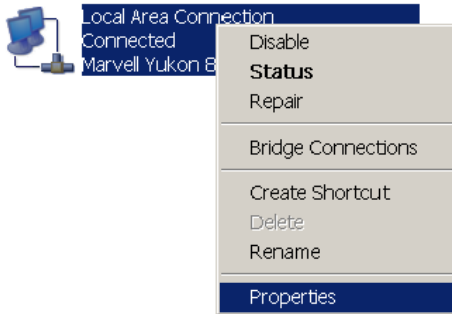 Local Area Connection
Connected
Marvell Yukon 8
Disable
Status
Repair
Bridge Connections
Create Shortcut
Delete
Rename
Properties